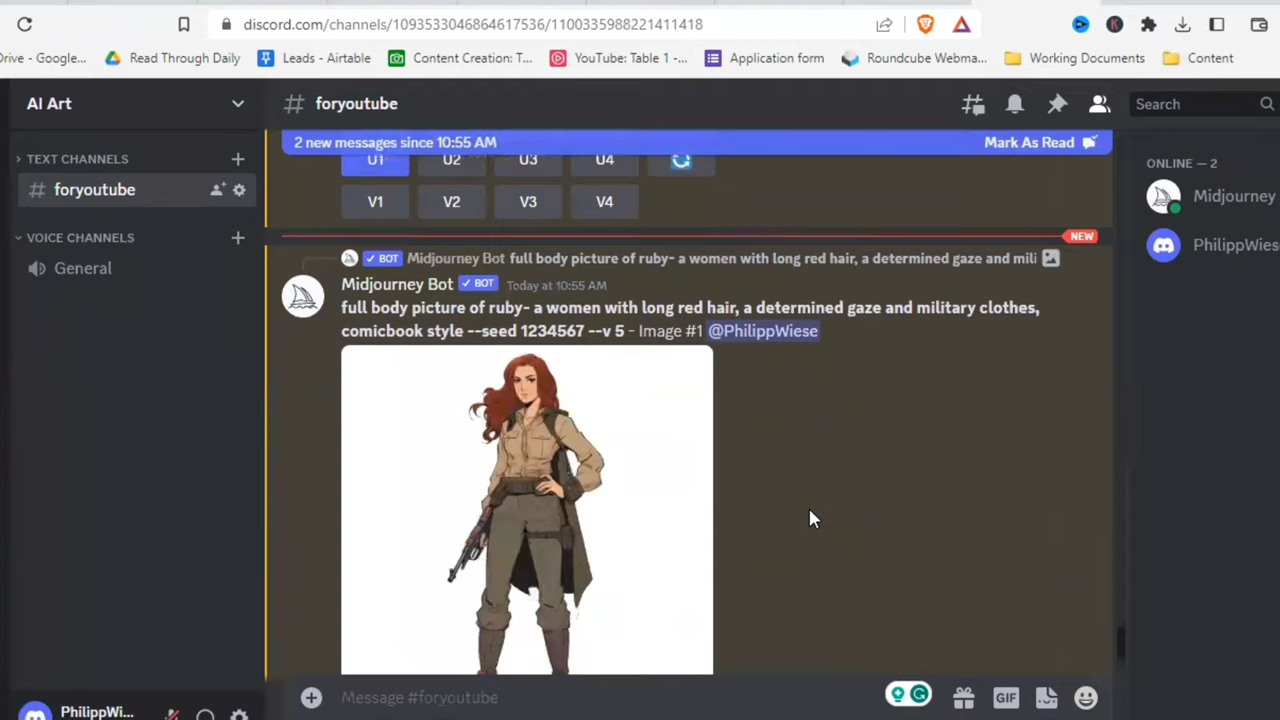 discord.com/channels/1093533046864617536/1100335988221411418
Drive - Google...
Read Through Daily
Leads - Airtable
Content Creation: T...
YouTube: Table 1 -...
Application form
Roundcube Webma...
Working Documents
Content
AI Art
foryoutube
Search
2 new messages since 10:55 AM
Mark As Read
TEXT CHANNELS
foryoutube
VOICE CHANNELS
General
U1 U2 U3 U4
V1 V2 V3 V4
NEW
BOT Midjourney Bot full body picture of ruby- a women with long red hair, a determined gaze and mili
Midjourney Bot BOT Today at 10:55 AM
full body picture of ruby- a women with long red hair, a determined gaze and military clothes,
comicbook style --seed 1234567 --v 5 - Image #1 @PhilippWiese
ONLINE — 2
Midjourney
PhilippWies
Message #foryoutube
GIF
PhilippWi...